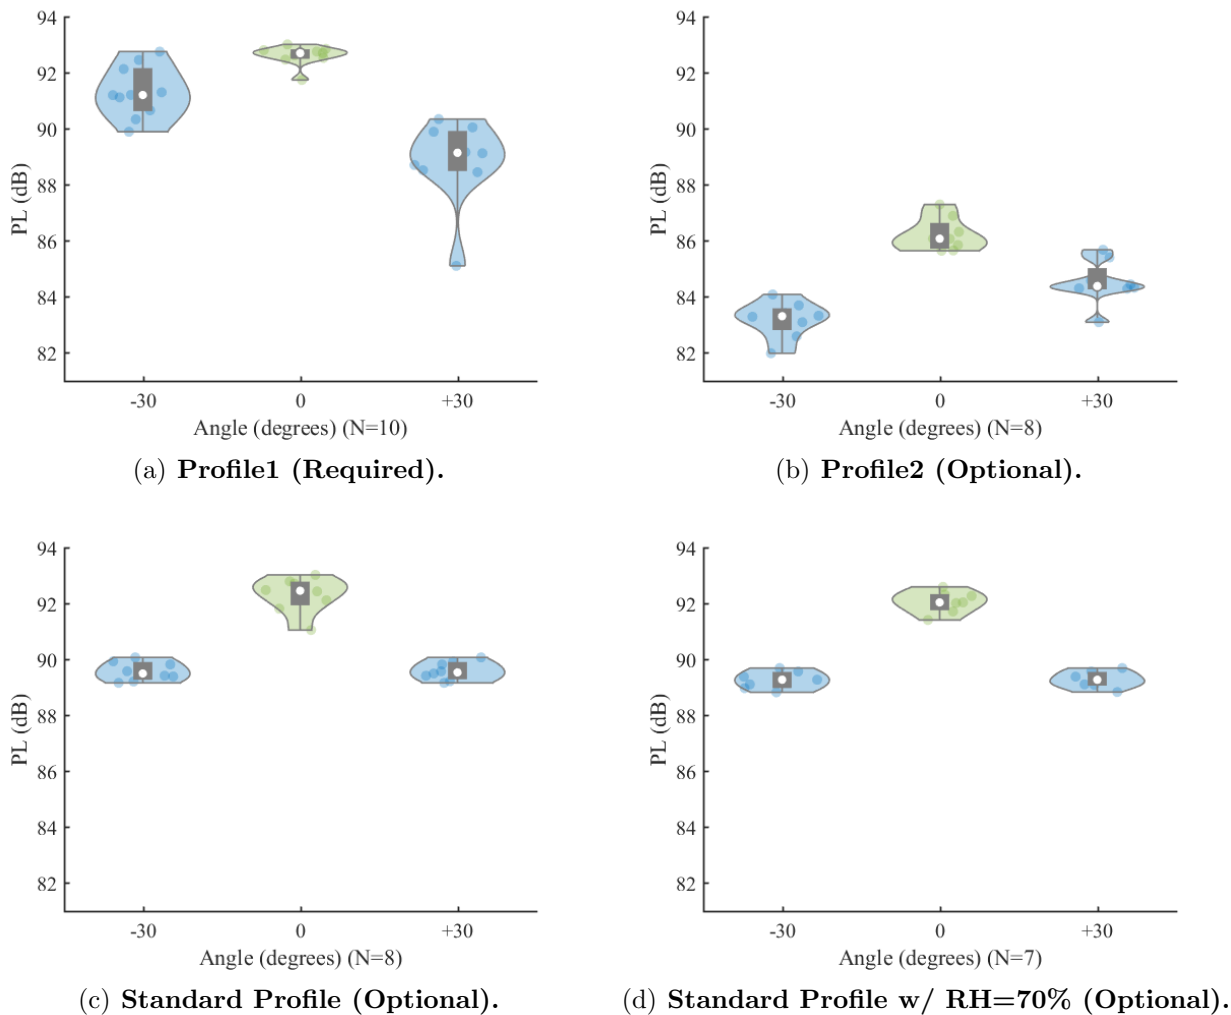 94
92
90
88
86
84
82
PL (dB)
-30 0 +30
Angle (degrees) (N=10)
(a) Profile1 (Required).
94
92
90
88
86
84
82
PL (dB)
-30 0 +30
Angle (degrees) (N=8)
(b) Profile2 (Optional).
94
92
90
88
86
84
82
PL (dB)
-30 0 +30
Angle (degrees) (N=8)
(c) Standard Profile (Optional).
94
92
90
88
86
84
82
PL (dB)
-30 0 +30
Angle (degrees) (N=7)
(d) Standard Profile w/ RH=70% (Optional).